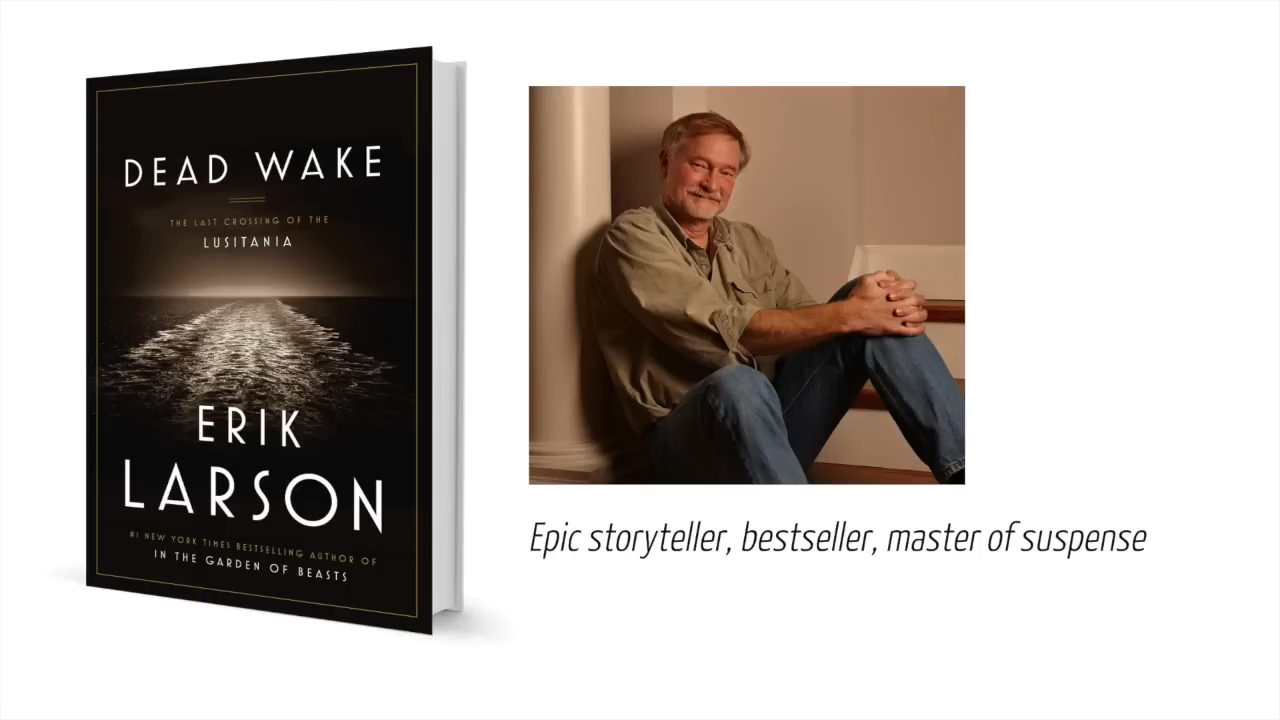 DEAD WAKE
THE LAST CROSSING OF THE
LUSITANIA
ERIK
LARSON
#1 NEW YORK TIMES BESTSELLING AUTHOR OF
IN THE GARDEN OF BEASTS
Epic storyteller, bestseller, master of suspense